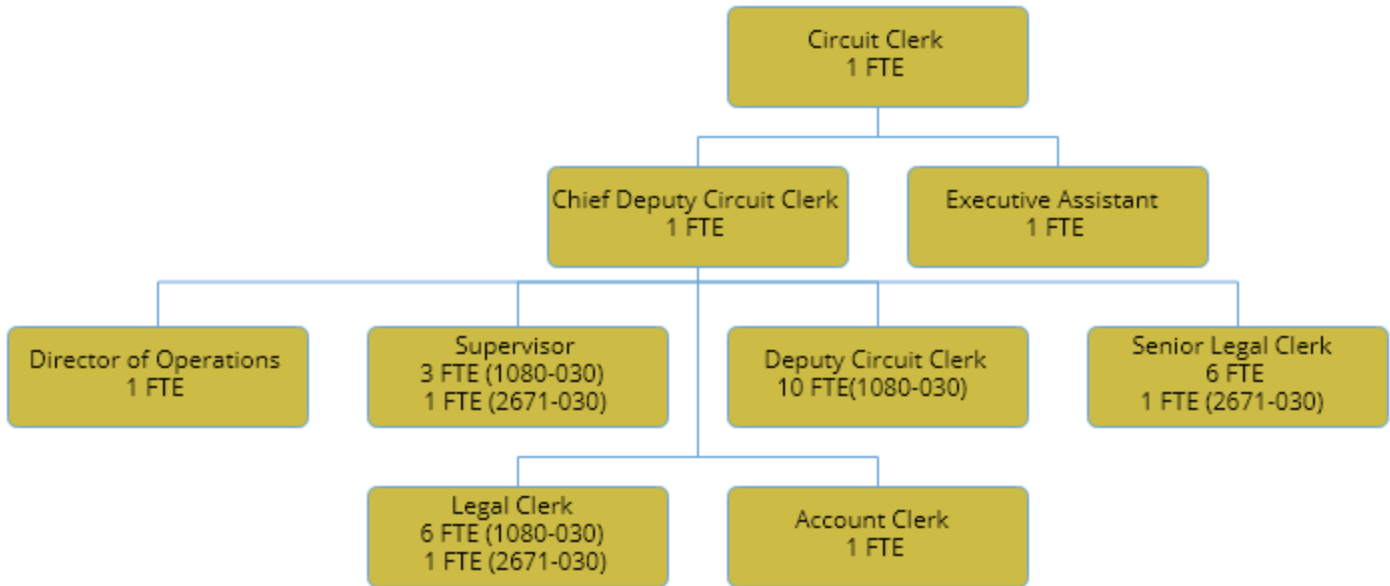 Circuit Clerk
1 FTE
Chief Deputy Circuit Clerk
1 FTE
Executive Assistant
1 FTE
Director of Operations
1 FTE
Supervisor
3 FTE (1080-030)
1 FTE (2671-030)
Deputy Circuit Clerk
10 FTE(1080-030)
Senior Legal Clerk
6 FTE
1 FTE (2671-030)
Legal Clerk
6 FTE (1080-030)
1 FTE (2671-030)
Account Clerk
1 FTE